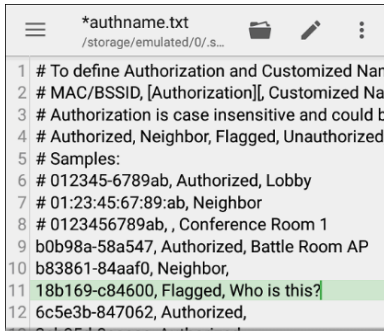 *authname.txt
/storage/emulated/0/.s...
1 # To define Authorization and Customized Nam
2 # MAC/BSSID, [Authorization][, Customized Na
3 # Authorization is case insensitive and could b
4 # Authorized, Neighbor, Flagged, Unauthorized
5 # Samples:
6 # 012345-6789ab, Authorized, Lobby
7 # 01:23:45:67:89:ab, Neighbor
8 # 0123456789ab, , Conference Room 1
9 b0b98a-58a547, Authorized, Battle Room AP
10 b83861-84aaf0, Neighbor,
11 18b169-c84600, Flagged, Who is this?
12 6c5e3b-847062, Authorized,